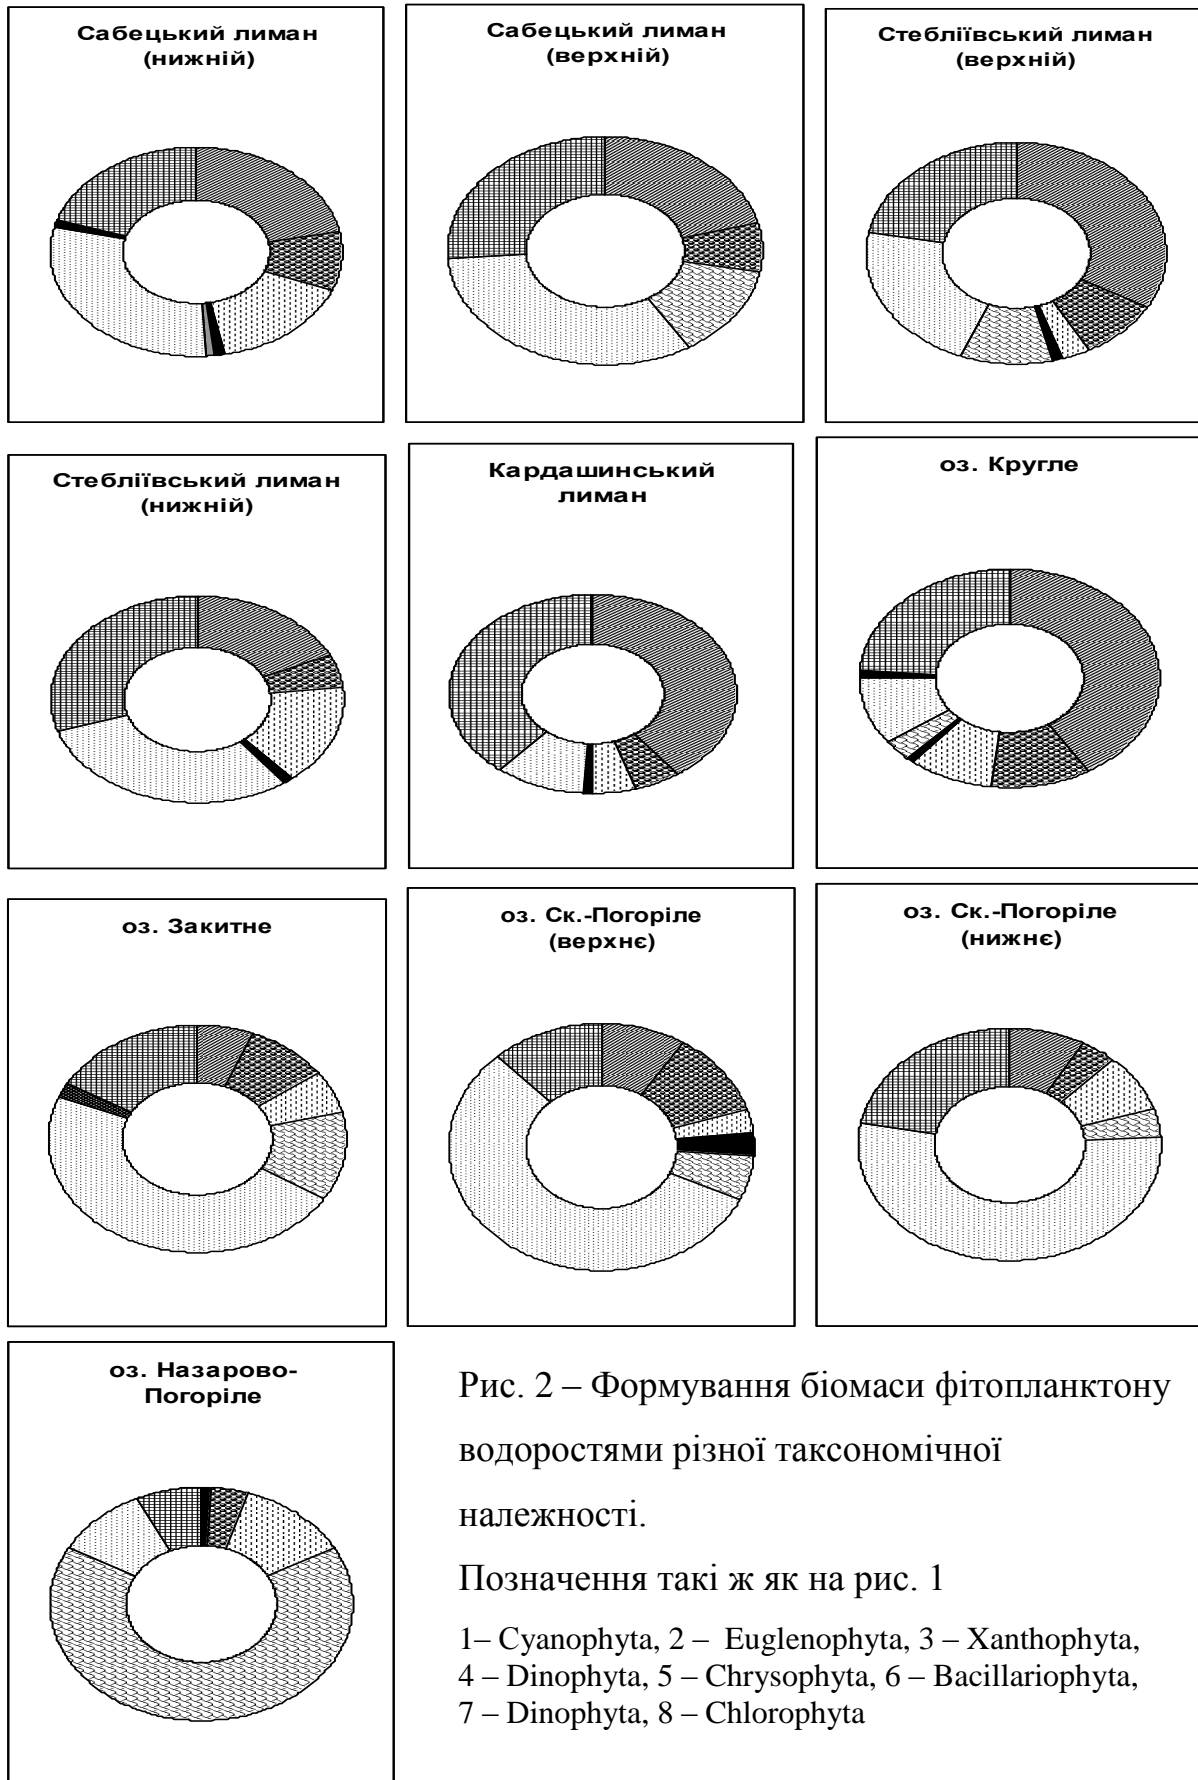 Сабецький лиман
(нижній)
Сабецький лиман
(верхній)
Стебліївський лиман
(верхній)
Стебліївський лиман
(нижній)
Кардашинський
лиман
оз. Кругле
оз. Закитне
оз. Ск.-Погоріле
(верхнє)
оз. Ск.-Погоріле
(нижнє)
оз. Назарово-
Погоріле
Рис. 2 – Формування біомаси фітопланктону
водоростями різної таксономічної
належності.
Позначення такі ж як на рис. 1
1– Cyanophyta, 2 – Euglenophyta, 3 – Xanthophyta,
4 – Dinophyta, 5 – Chrysophyta, 6 – Bacillariophyta,
7 – Dinophyta, 8 – Chlorophyta